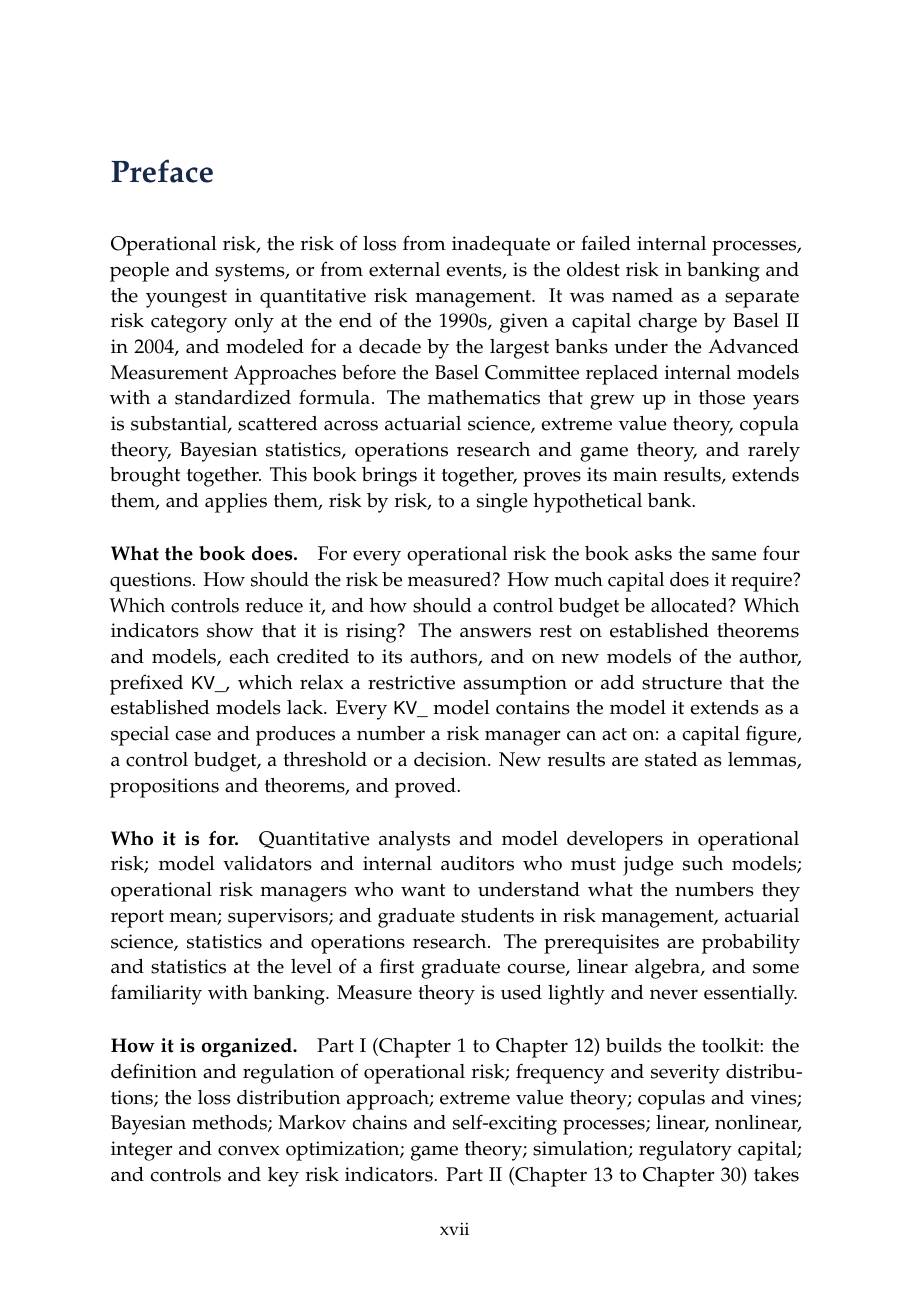 Preface
Operational risk, the risk of loss from inadequate or failed internal processes,
people and systems, or from external events, is the oldest risk in banking and
the youngest in quantitative risk management. It was named as a separate
risk category only at the end of the 1990s, given a capital charge by Basel II
in 2004, and modeled for a decade by the largest banks under the Advanced
Measurement Approaches before the Basel Committee replaced internal models
with a standardized formula. The mathematics that grew up in those years
is substantial, scattered across actuarial science, extreme value theory, copula
theory, Bayesian statistics, operations research and game theory, and rarely
brought together. This book brings it together, proves its main results, extends
them, and applies them, risk by risk, to a single hypothetical bank.
What the book does. For every operational risk the book asks the same four
questions. How should the risk be measured? How much capital does it require?
Which controls reduce it, and how should a control budget be allocated? Which
indicators show that it is rising? The answers rest on established theorems
and models, each credited to its authors, and on new models of the author,
prefixed KV_, which relax a restrictive assumption or add structure that the
established models lack. Every KV_ model contains the model it extends as a
special case and produces a number a risk manager can act on: a capital figure,
a control budget, a threshold or a decision. New results are stated as lemmas,
propositions and theorems, and proved.
Who it is for. Quantitative analysts and model developers in operational
risk; model validators and internal auditors who must judge such models;
operational risk managers who want to understand what the numbers they
report mean; supervisors; and graduate students in risk management, actuarial
science, statistics and operations research. The prerequisites are probability
and statistics at the level of a first graduate course, linear algebra, and some
familiarity with banking. Measure theory is used lightly and never essentially.
How it is organized. Part I (Chapter 1 to Chapter 12) builds the toolkit: the
definition and regulation of operational risk; frequency and severity distribu-
tions; the loss distribution approach; extreme value theory; copulas and vines;
Bayesian methods; Markov chains and self-exciting processes; linear, nonlinear,
integer and convex optimization; game theory; simulation; regulatory capital;
and controls and key risk indicators. Part II (Chapter 13 to Chapter 30) takes
xvii